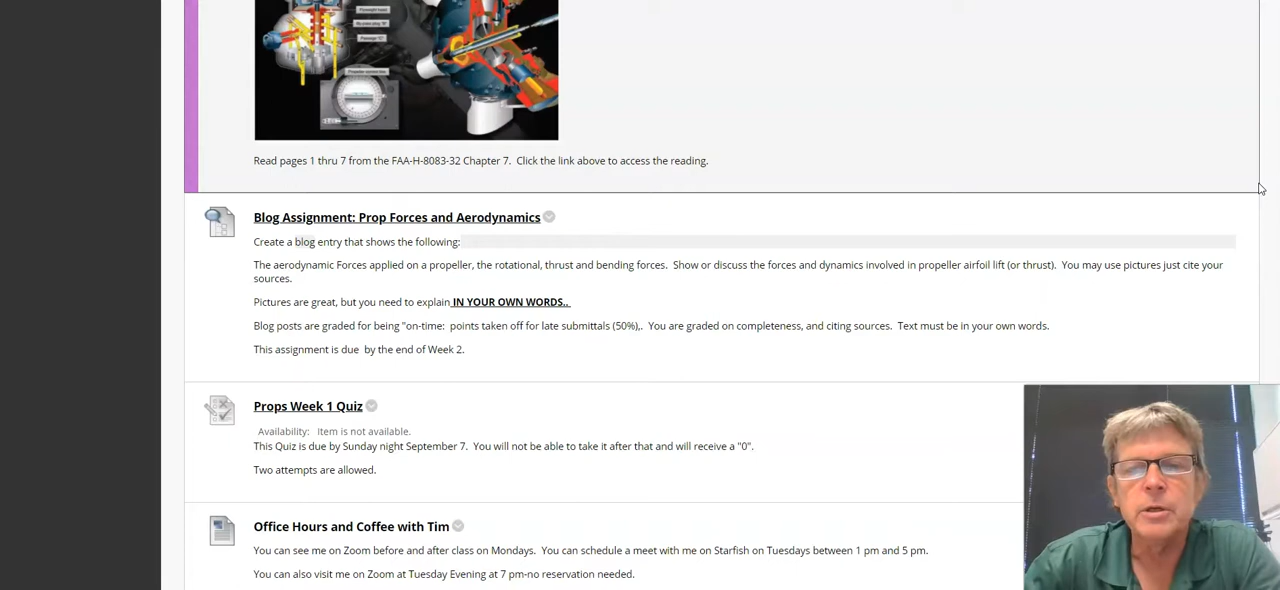 Read pages 1 thru 7 from the FAA-H-8083-32 Chapter 7.  Click the link above to access the reading.
Blog Assignment: Prop Forces and Aerodynamics
Create a blog entry that shows the following:
The aerodynamic Forces applied on a propeller, the rotational, thrust and bending forces.  Show or discuss the forces and dynamics involved in propeller airfoil lift (or thrust).  You may use pictures just cite your
sources.
Pictures are great, but you need to explain IN YOUR OWN WORDS..
Blog posts are graded for being "on-time:  points taken off for late submittals (50%),.  You are graded on completeness, and citing sources.  Text must be in your own words.
This assignment is due  by the end of Week 2.
Props Week 1 Quiz
Availability:   Item is not available.
This Quiz is due by Sunday night September 7.  You will not be able to take it after that and will receive a "0".
Two attempts are allowed.
Office Hours and Coffee with Tim
You can see me on Zoom before and after class on Mondays.  You can schedule a meet with me on Starfish on Tuesdays between 1 pm and 5 pm.
You can also visit me on Zoom at Tuesday Evening at 7 pm-no reservation needed.